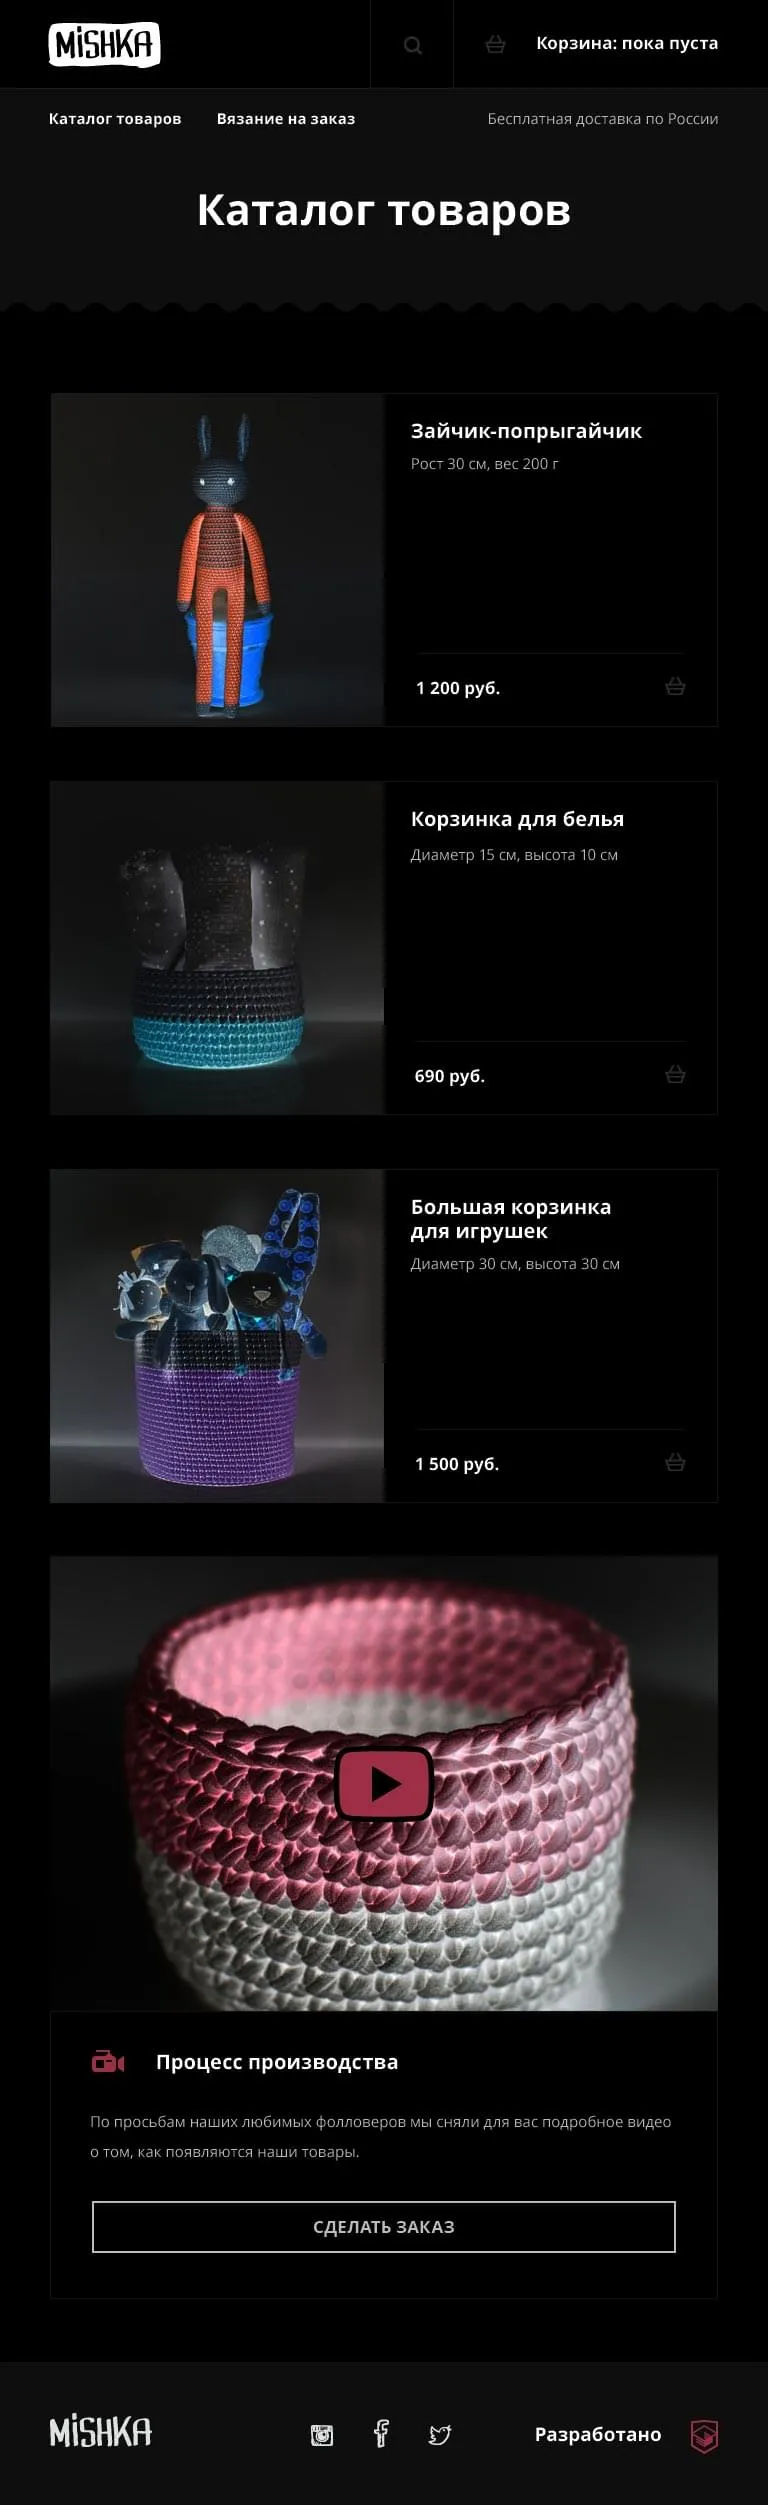 MiSHKA
Корзина: пока пуста
Каталог товаров
Вязание на заказ
Бесплатная доставка по России
Каталог товаров
Зайчик-попрыгайчик
Рост 30 см, вес 200 г
1 200 руб.
Корзинка для белья
Диаметр 15 см, высота 10 см
690 руб.
Большая корзинка
для игрушек
Диаметр 30 см, высота 30 см
1 500 руб.
Процесс производства
По просьбам наших любимых фолловеров мы сняли для вас подробное видео
о том, как появляются наши товары.
СДЕЛАТЬ ЗАКАЗ
MiSHKA
Разработано